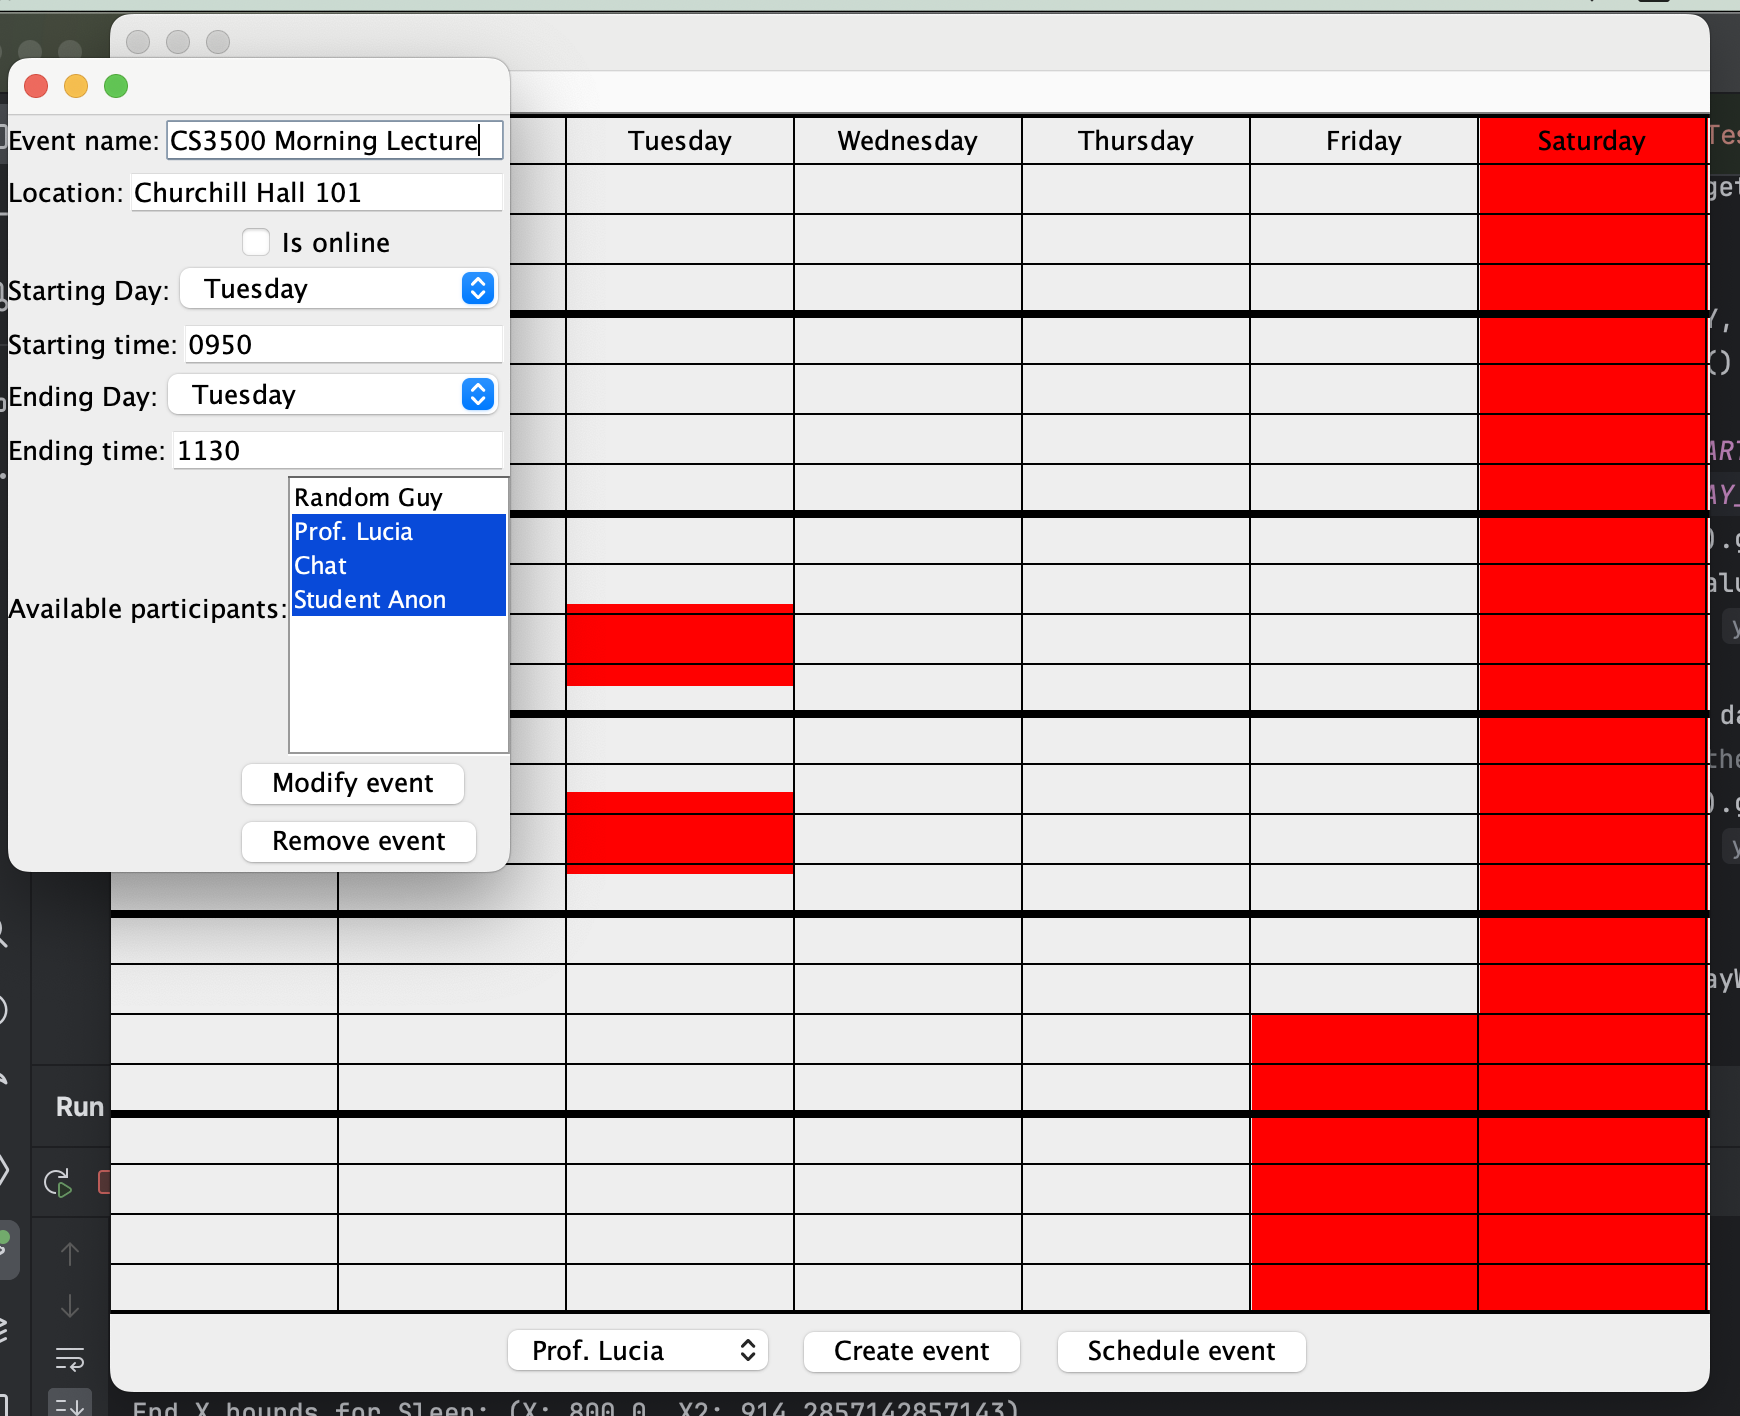 Event name: CS3500 Morning Lecture
Location: Churchill Hall 101
Is online
Starting Day: Tuesday
Starting time: 0950
Ending Day: Tuesday
Ending time: 1130
Available participants:
Random Guy
Prof. Lucia
Chat
Student Anon
Modify event
Remove event
Tuesday Wednesday Thursday Friday Saturday
Prof. Lucia Create event Schedule event
Run
End X bounds for Sleep: (X: 800.0, X2: 914.2857142857143)